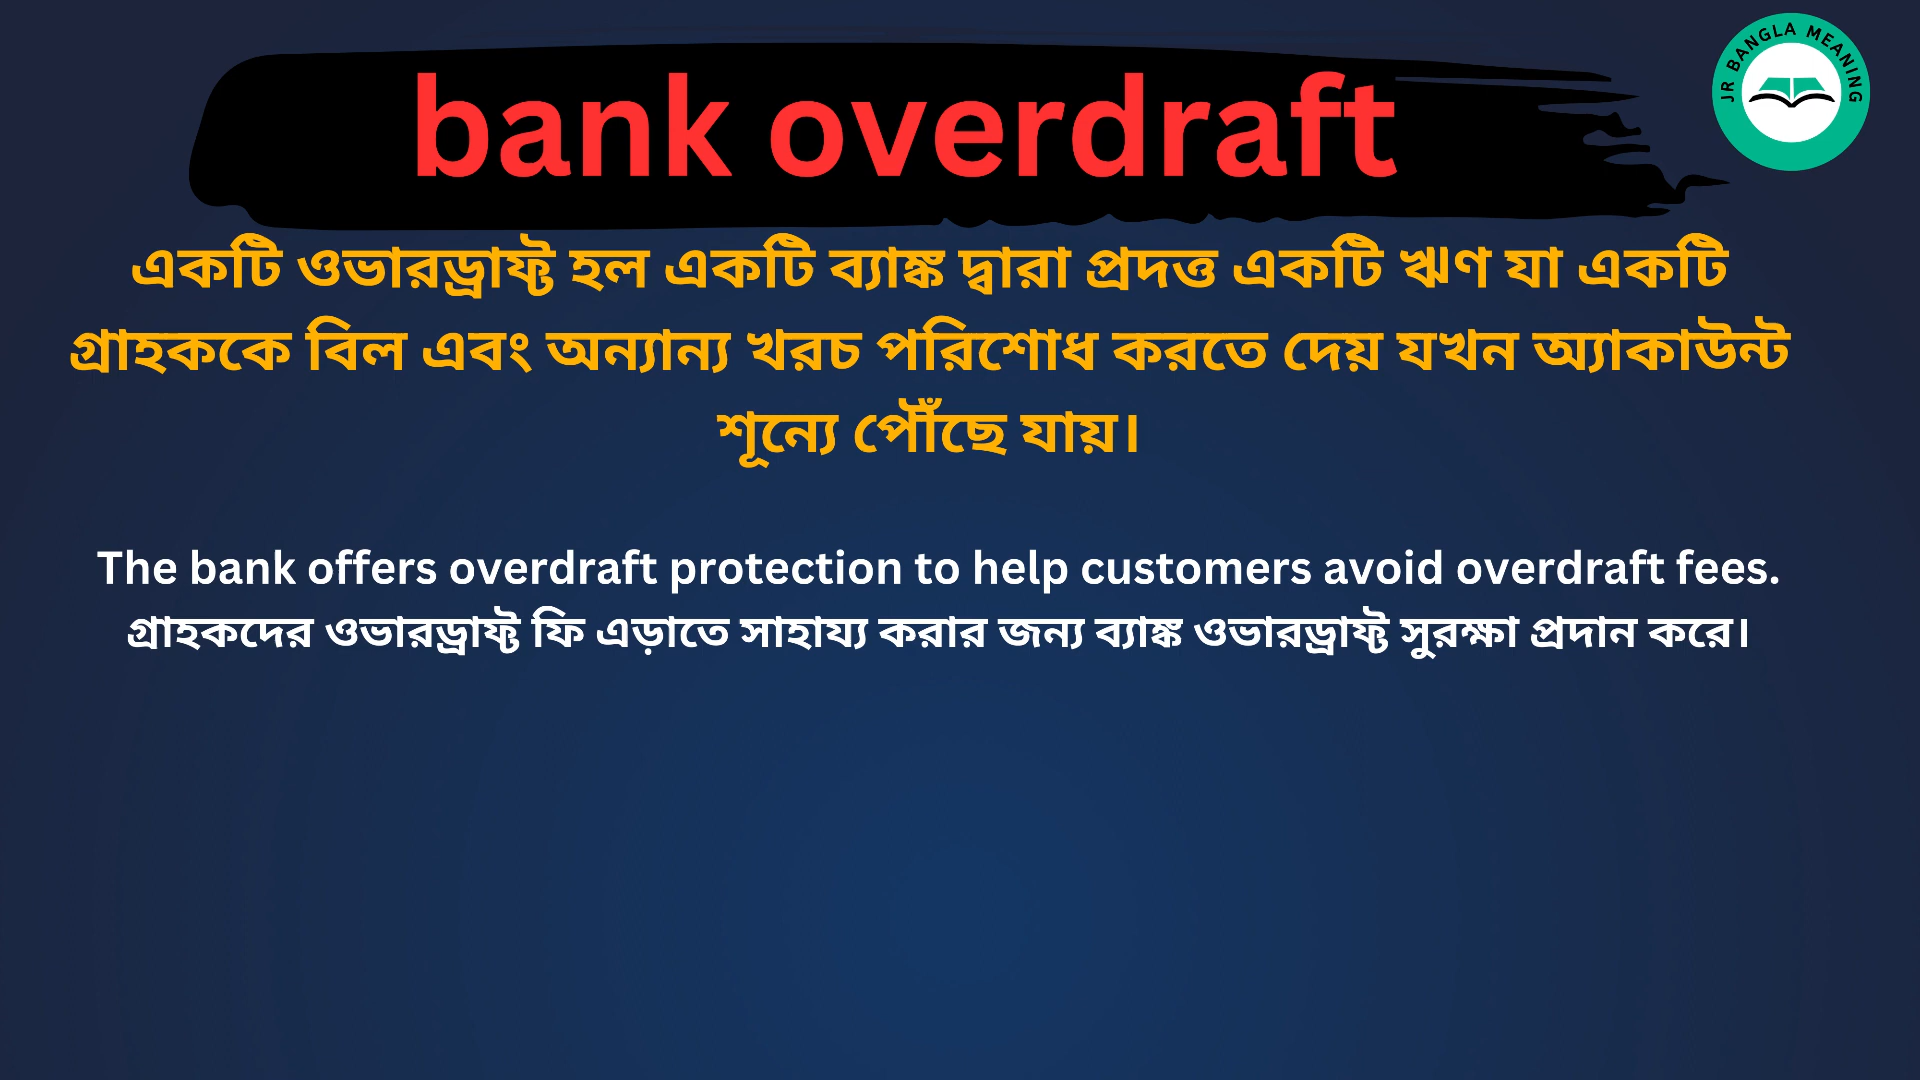 bank overdraft
JR BANGLA MEANING
একটি ওভারড্রাফ্ট হল একটি ব্যাঙ্ক দ্বারা প্রদত্ত একটি ঋণ যা একটি
গ্রাহককে বিল এবং অন্যান্য খরচ পরিশোধ করতে দেয় যখন অ্যাকাউন্ট
শূন্যে পৌঁছে যায়।
The bank offers overdraft protection to help customers avoid overdraft fees.
গ্রাহকদের ওভারড্রাফ্ট ফি এড়াতে সাহায্য করার জন্য ব্যাঙ্ক ওভারড্রাফ্ট সুরক্ষা প্রদান করে।